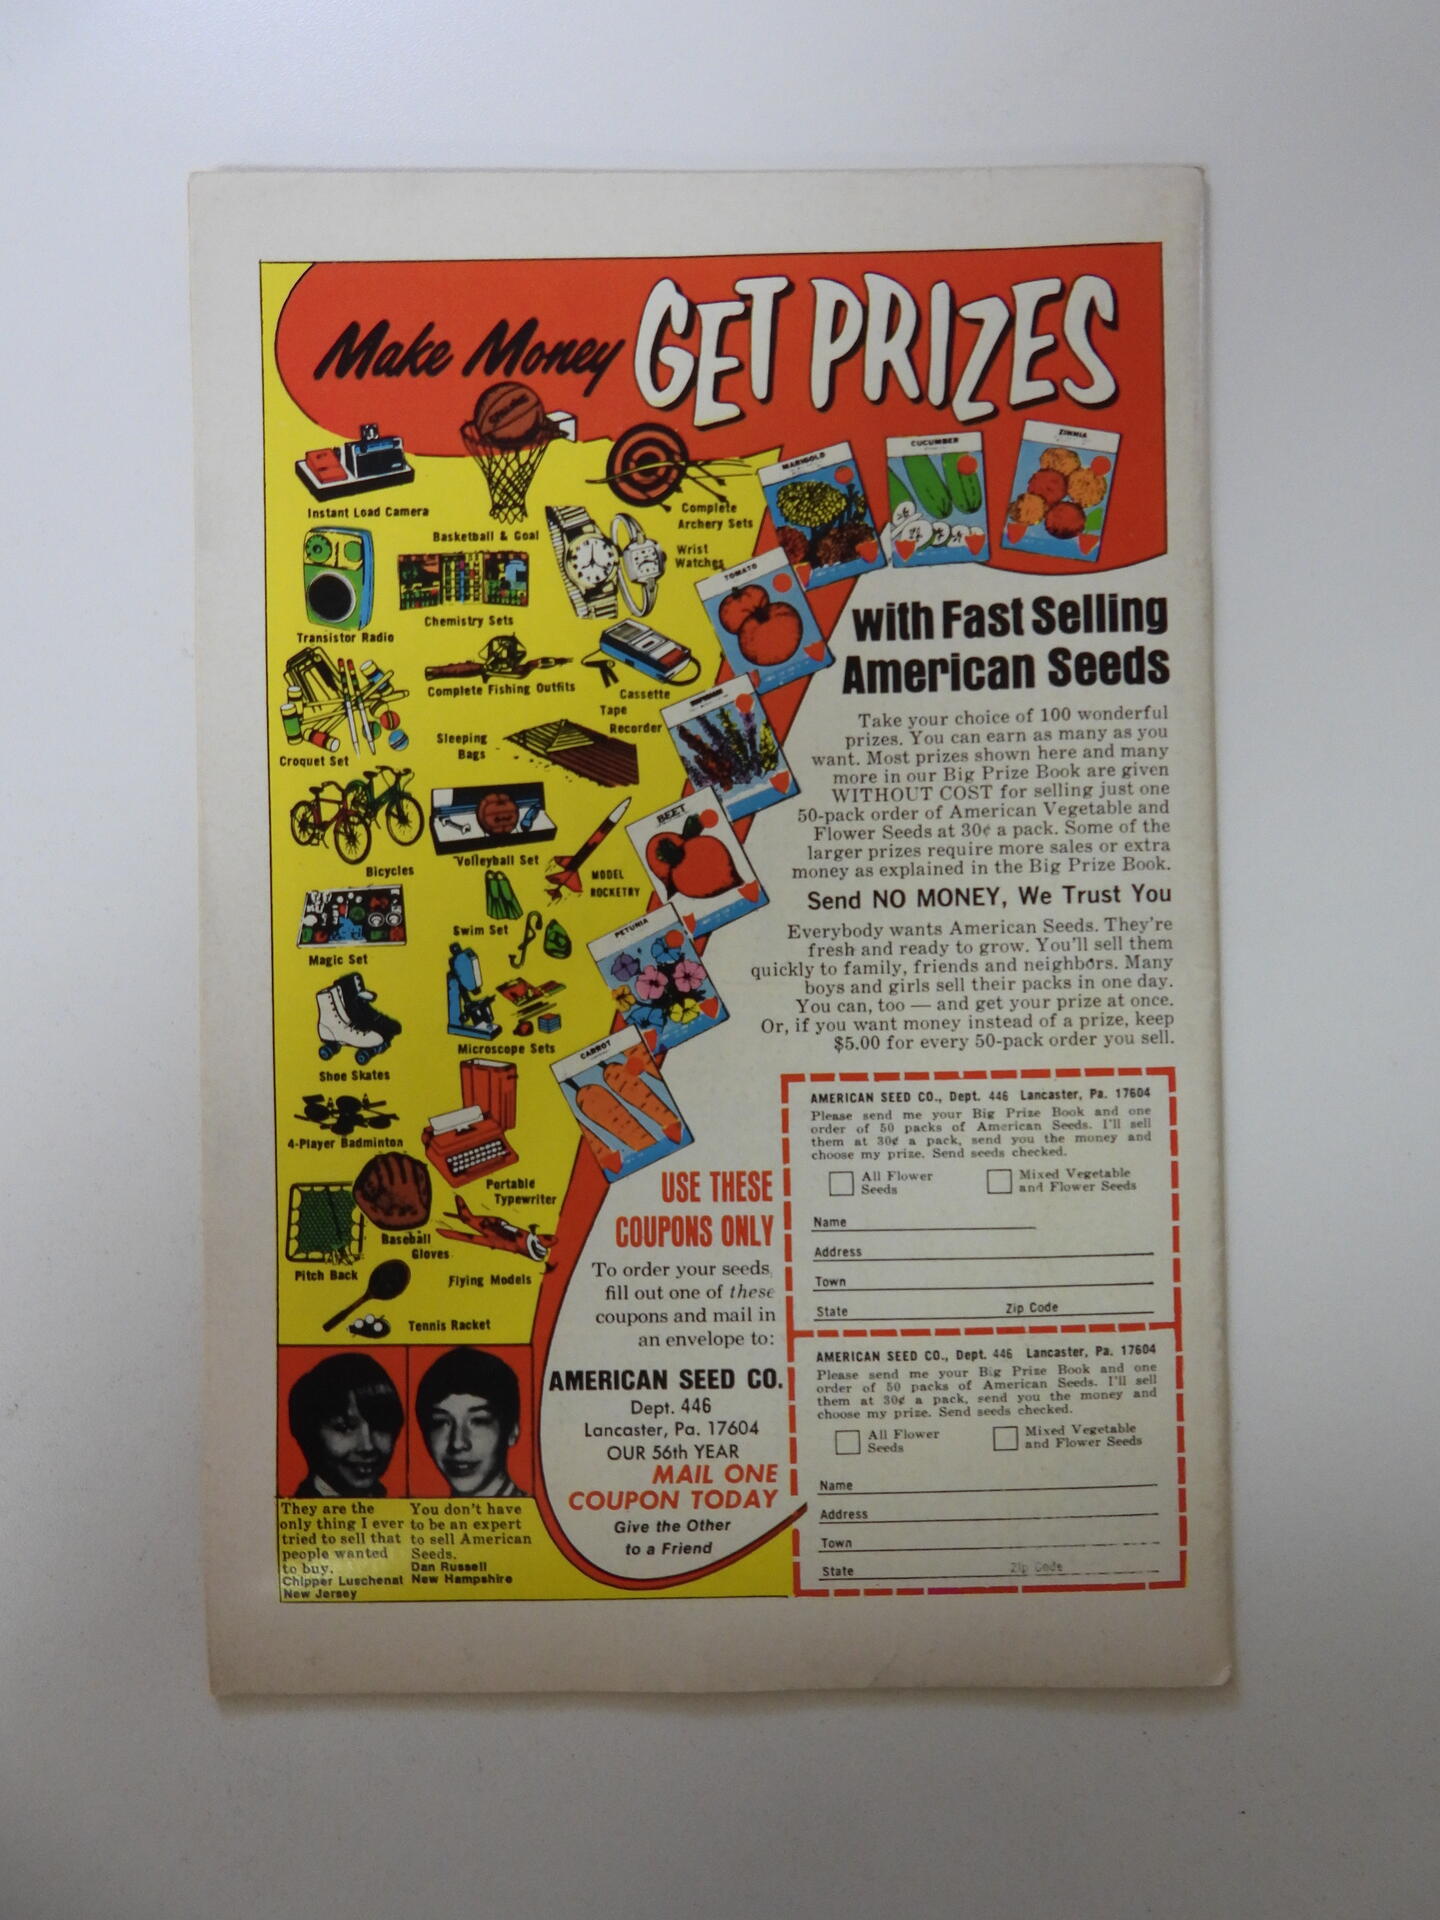 Make Money GET PRIZES
Instant Load Camera
Basketball & Goal
Complete
Archery Sets
Wrist
Watches
Transistor Radio
Chemistry Sets
Complete Fishing Outfits
Cassette
Tape
Recorder
Croquet Set
Sleeping
Bags
Bicycles
Volleyball Set
MODEL
ROCKETRY
Magic Set
Swim Set
Shoe Skates
Microscope Sets
4-Player Badminton
Portable
Typewriter
Pitch Back
Baseball
Gloves
Flying Models
Tennis Racket
MARIGOLD
CUCUMBER
ZINNIA
TOMATO
BEET
PETUNIA
CARROT
with Fast Selling
American Seeds
Take your choice of 100 wonderful
prizes. You can earn as many as you
want. Most prizes shown here and many
more in our Big Prize Book are given
WITHOUT COST for selling just one
50-pack order of American Vegetable and
Flower Seeds at 30¢ a pack. Some of the
larger prizes require more sales or extra
money as explained in the Big Prize Book.
Send NO MONEY, We Trust You
Everybody wants American Seeds. They're
fresh and ready to grow. You'll sell them
quickly to family, friends and neighbors. Many
boys and girls sell their packs in one day.
You can, too — and get your prize at once.
Or, if you want money instead of a prize, keep
$5.00 for every 50-pack order you sell.
USE THESE
COUPONS ONLY
To order your seeds,
fill out one of these
coupons and mail in
an envelope to:
AMERICAN SEED CO.
Dept. 446
Lancaster, Pa. 17604
OUR 56th YEAR
MAIL ONE
COUPON TODAY
Give the Other
to a Friend
AMERICAN SEED CO., Dept. 446 Lancaster, Pa. 17604
Please send me your Big Prize Book and one
order of 50 packs of American Seeds. I'll sell
them at 30¢ a pack, send you the money and
choose my prize. Send seeds checked.
All Flower
Seeds
Mixed Vegetable
and Flower Seeds
Name
Address
Town
State Zip Code
AMERICAN SEED CO., Dept. 446 Lancaster, Pa. 17604
Please send me your Big Prize Book and one
order of 50 packs of American Seeds. I'll sell
them at 30¢ a pack, send you the money and
choose my prize. Send seeds checked.
All Flower
Seeds
Mixed Vegetable
and Flower Seeds
Name
Address
Town
State Zip Code
They are the
only thing I ever
tried to sell that
people wanted
to buy.
Chipper Luschenat
New Jersey
You don't have
to be an expert
to sell American
Seeds.
Dan Russell
New Hampshire